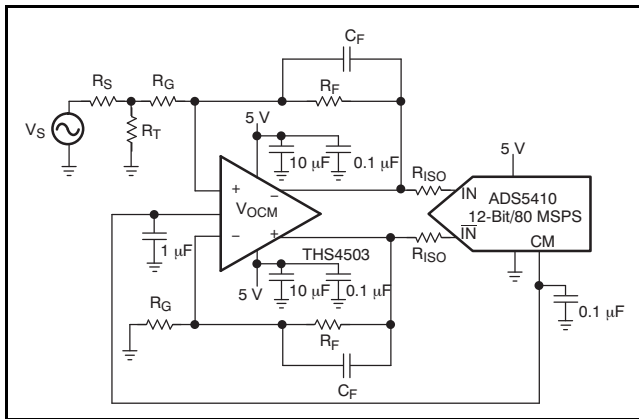 C_F
R_S
R_G
R_F
V_S
R_T
5 V
10 µF
0.1 µF
5 V
R_ISO
IN
ADS5410
12-Bit/80 MSPS
+
−
V_OCM
I̅N̅
CM
−
+
1 µF
THS4503
R_ISO
5 V
10 µF
0.1 µF
0.1 µF
R_G
R_F
C_F